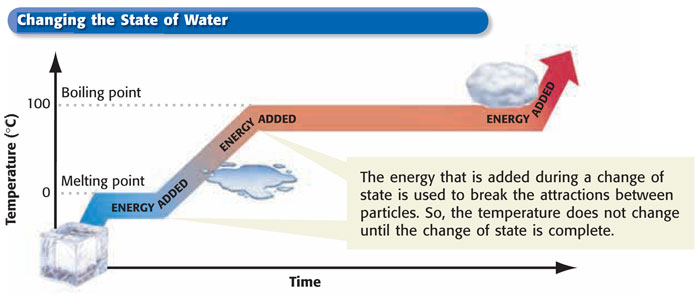 Changing the State of Water
Boiling point
100
ENERGY ADDED
ENERGY ADDED
Temperature (°C)
Melting point
0
ENERGY ADDED
The energy that is added during a change of
state is used to break the attractions between
particles. So, the temperature does not change
until the change of state is complete.
Time